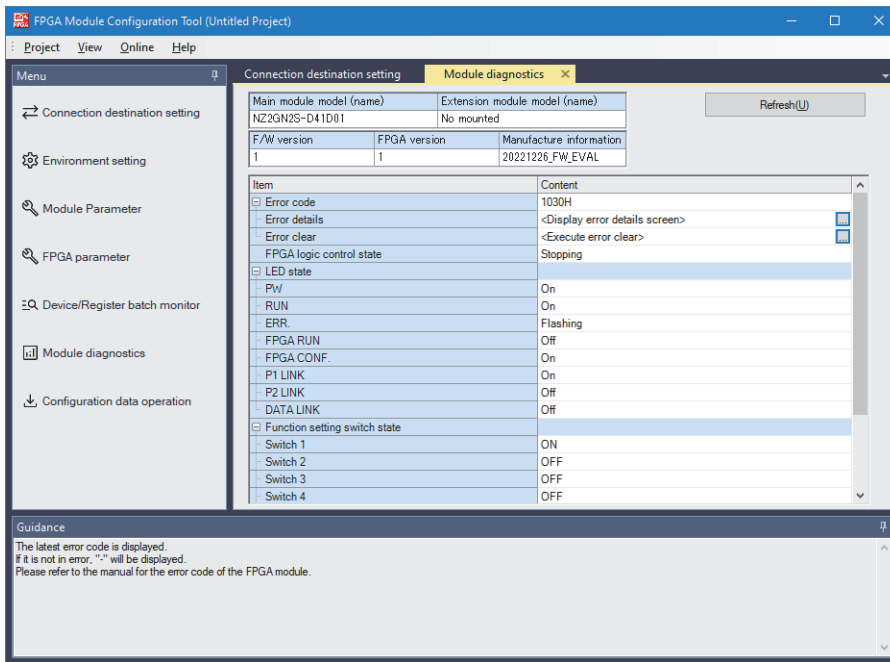 FPGA Module Configuration Tool (Untitled Project)
Project View Online Help
Menu
Connection destination setting
Environment setting
Module Parameter
FPGA parameter
Device/Register batch monitor
Module diagnostics
Configuration data operation
Connection destination setting Module diagnostics
Main module model (name) Extension module model (name)
NZ2GN2S-D41D01 No mounted
F/W version FPGA version Manufacture information
1 1 20221226_FW_EVAL
Refresh(U)
Item Content
Error code 1030H
Error details <Display error details screen> ...
Error clear <Execute error clear> ...
FPGA logic control state Stopping
LED state
PW On
RUN On
ERR. Flashing
FPGA RUN Off
FPGA CONF. On
P1 LINK On
P2 LINK Off
DATA LINK Off
Function setting switch state
Switch 1 ON
Switch 2 OFF
Switch 3 OFF
Switch 4 OFF
Guidance
The latest error code is displayed.
If it is not in error, "-" will be displayed.
Please refer to the manual for the error code of the FPGA module.